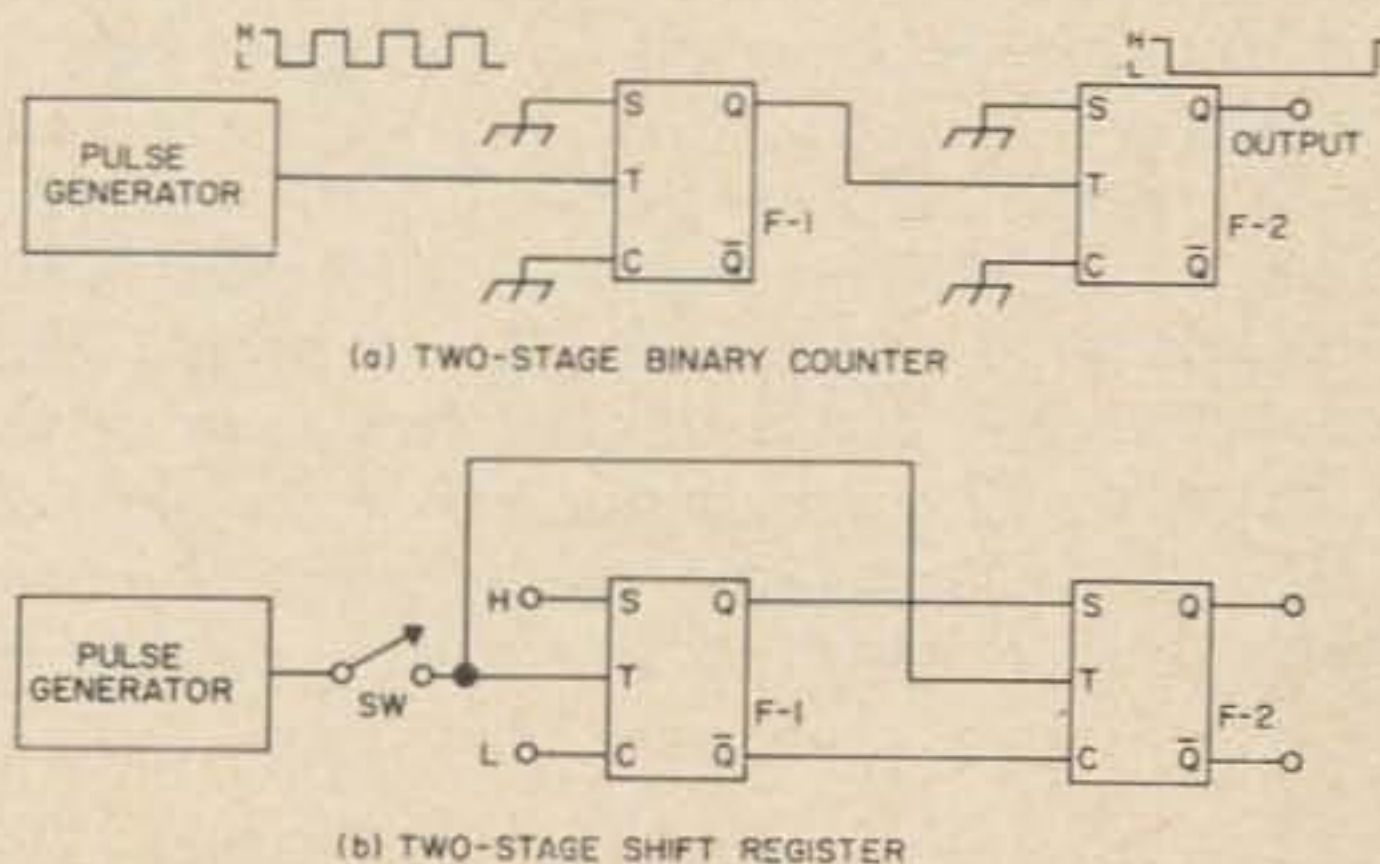 H
L
H
L
PULSE
GENERATOR
S Q
T
C Q̄
F-1
S Q
T
C Q̄
F-2
OUTPUT
(a) TWO-STAGE BINARY COUNTER
PULSE
GENERATOR
SW
H
L
S Q
T
C Q̄
F-1
S Q
T
C Q̄
F-2
(b) TWO-STAGE SHIFT REGISTER